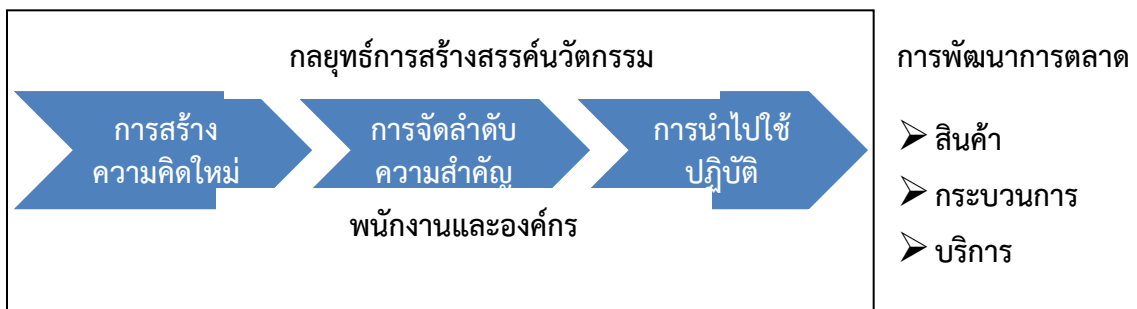 กลยุทธ์การสร้างสรรค์นวัตกรรม
การสร้าง
ความคิดใหม่
การจัดลำดับ
ความสำคัญ
การนำไปใช้
ปฏิบัติ
พนักงานและองค์กร
การพัฒนาการตลาด
สินค้า
กระบวนการ
บริการ